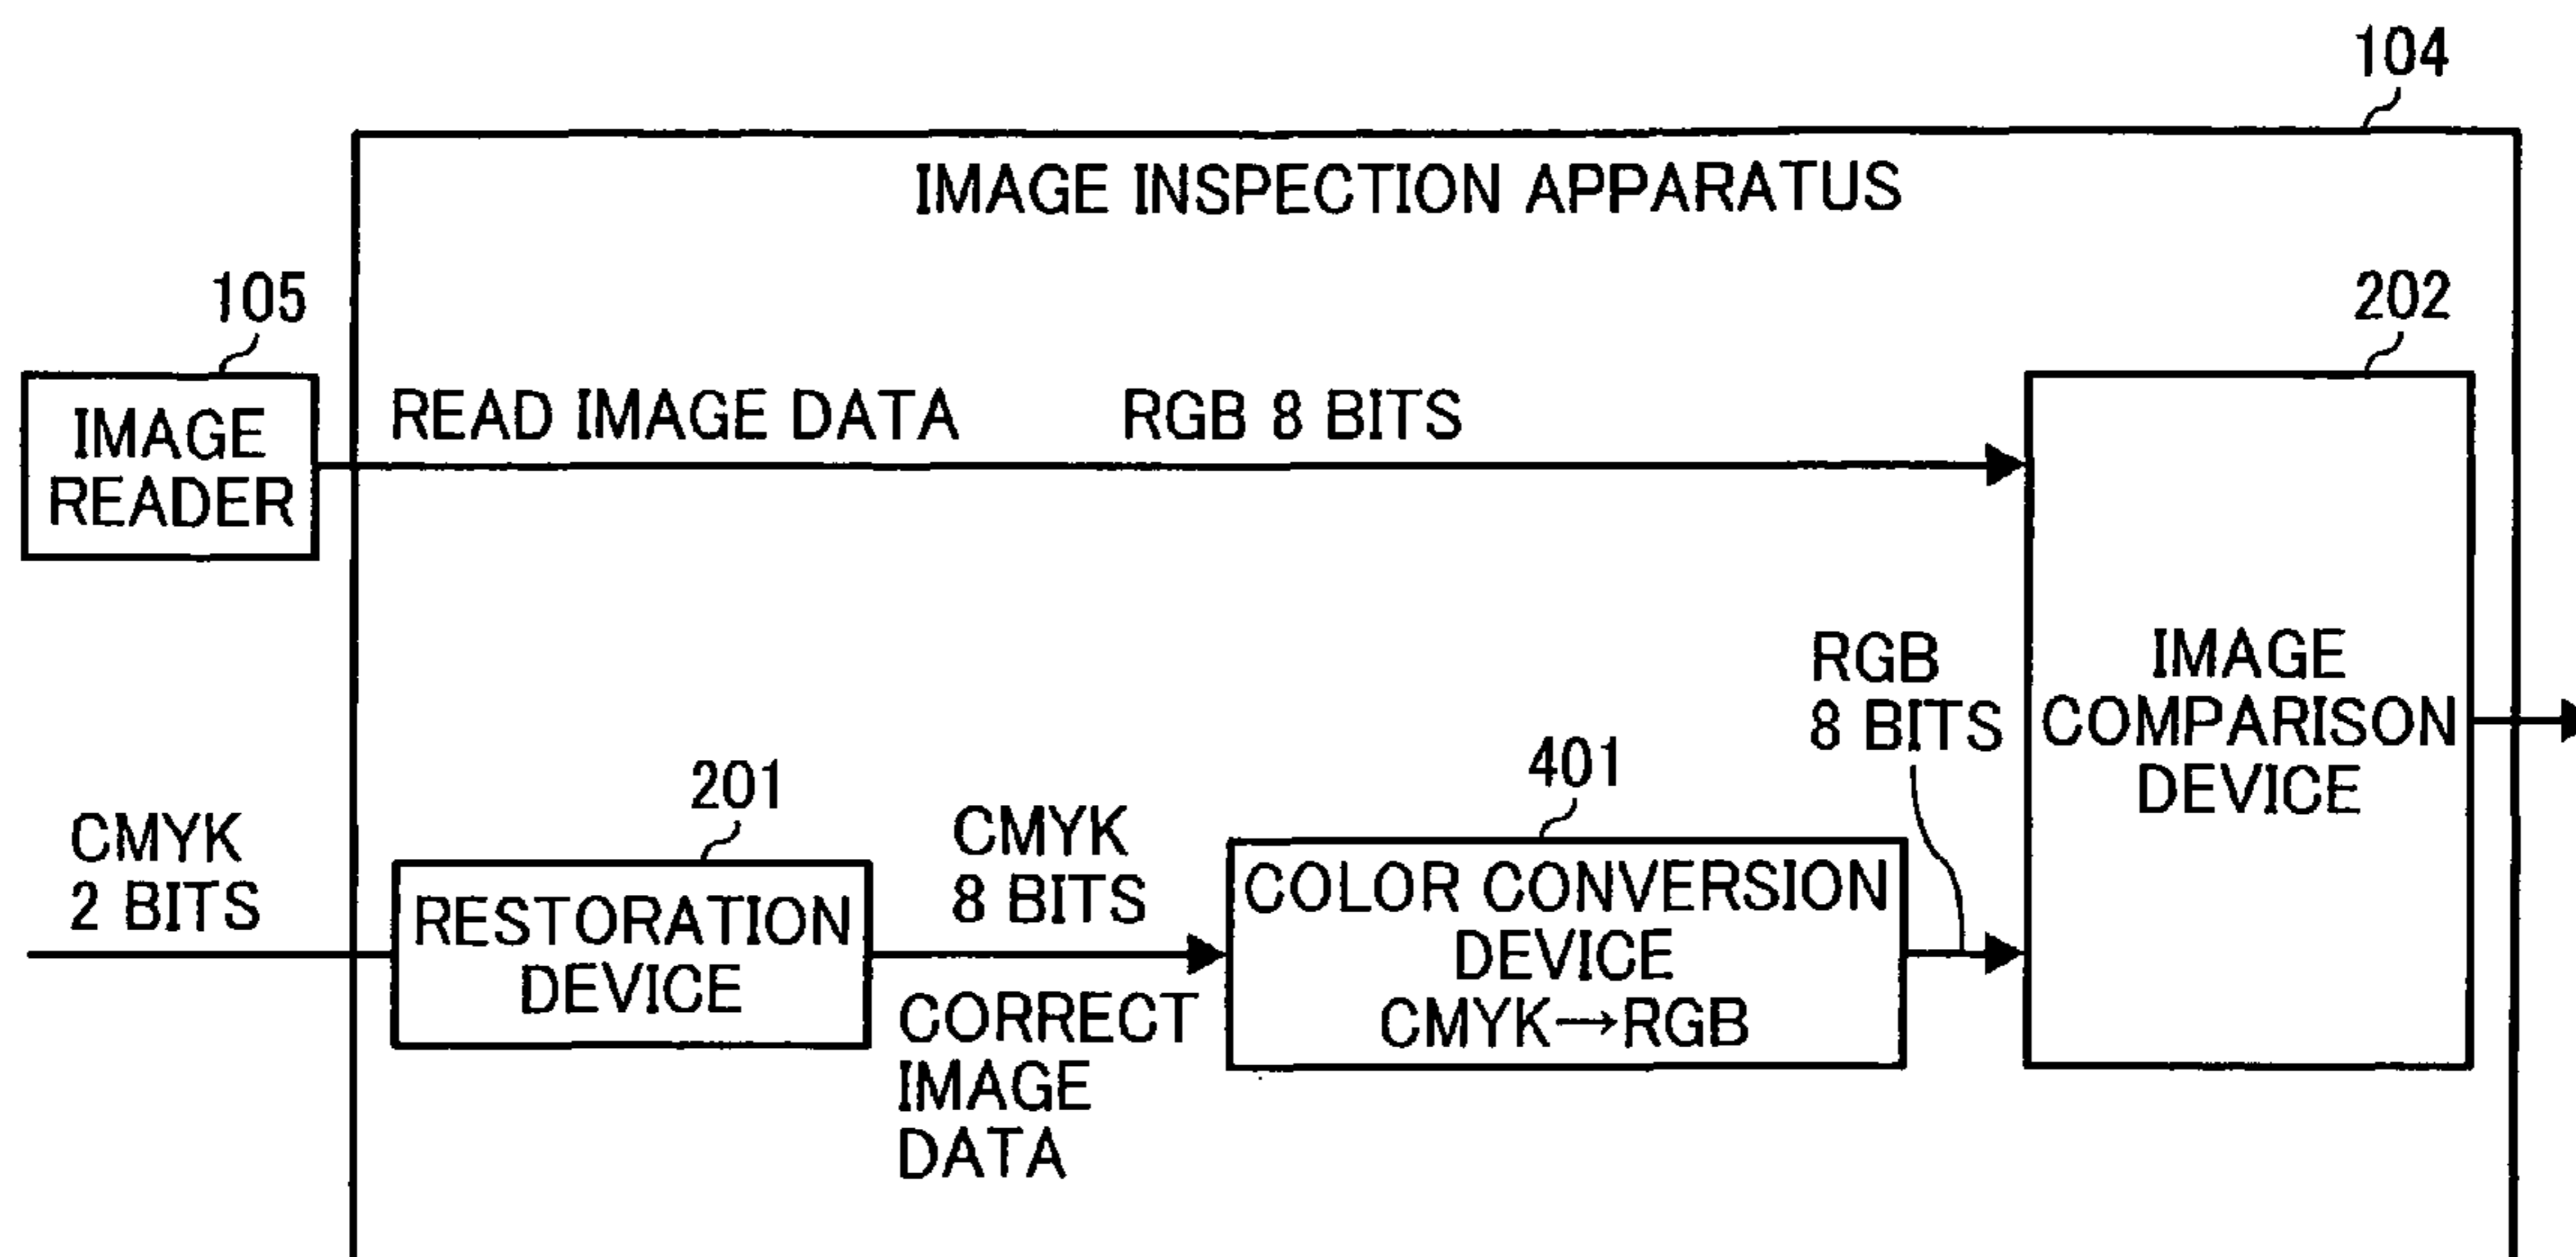 104
IMAGE INSPECTION APPARATUS
105
202
IMAGE
READER
READ IMAGE DATA
RGB 8 BITS
RGB
8 BITS
IMAGE
COMPARISON
DEVICE
CMYK
2 BITS
201
RESTORATION
DEVICE
CMYK
8 BITS
CORRECT
IMAGE
DATA
401
COLOR CONVERSION
DEVICE
CMYK→RGB